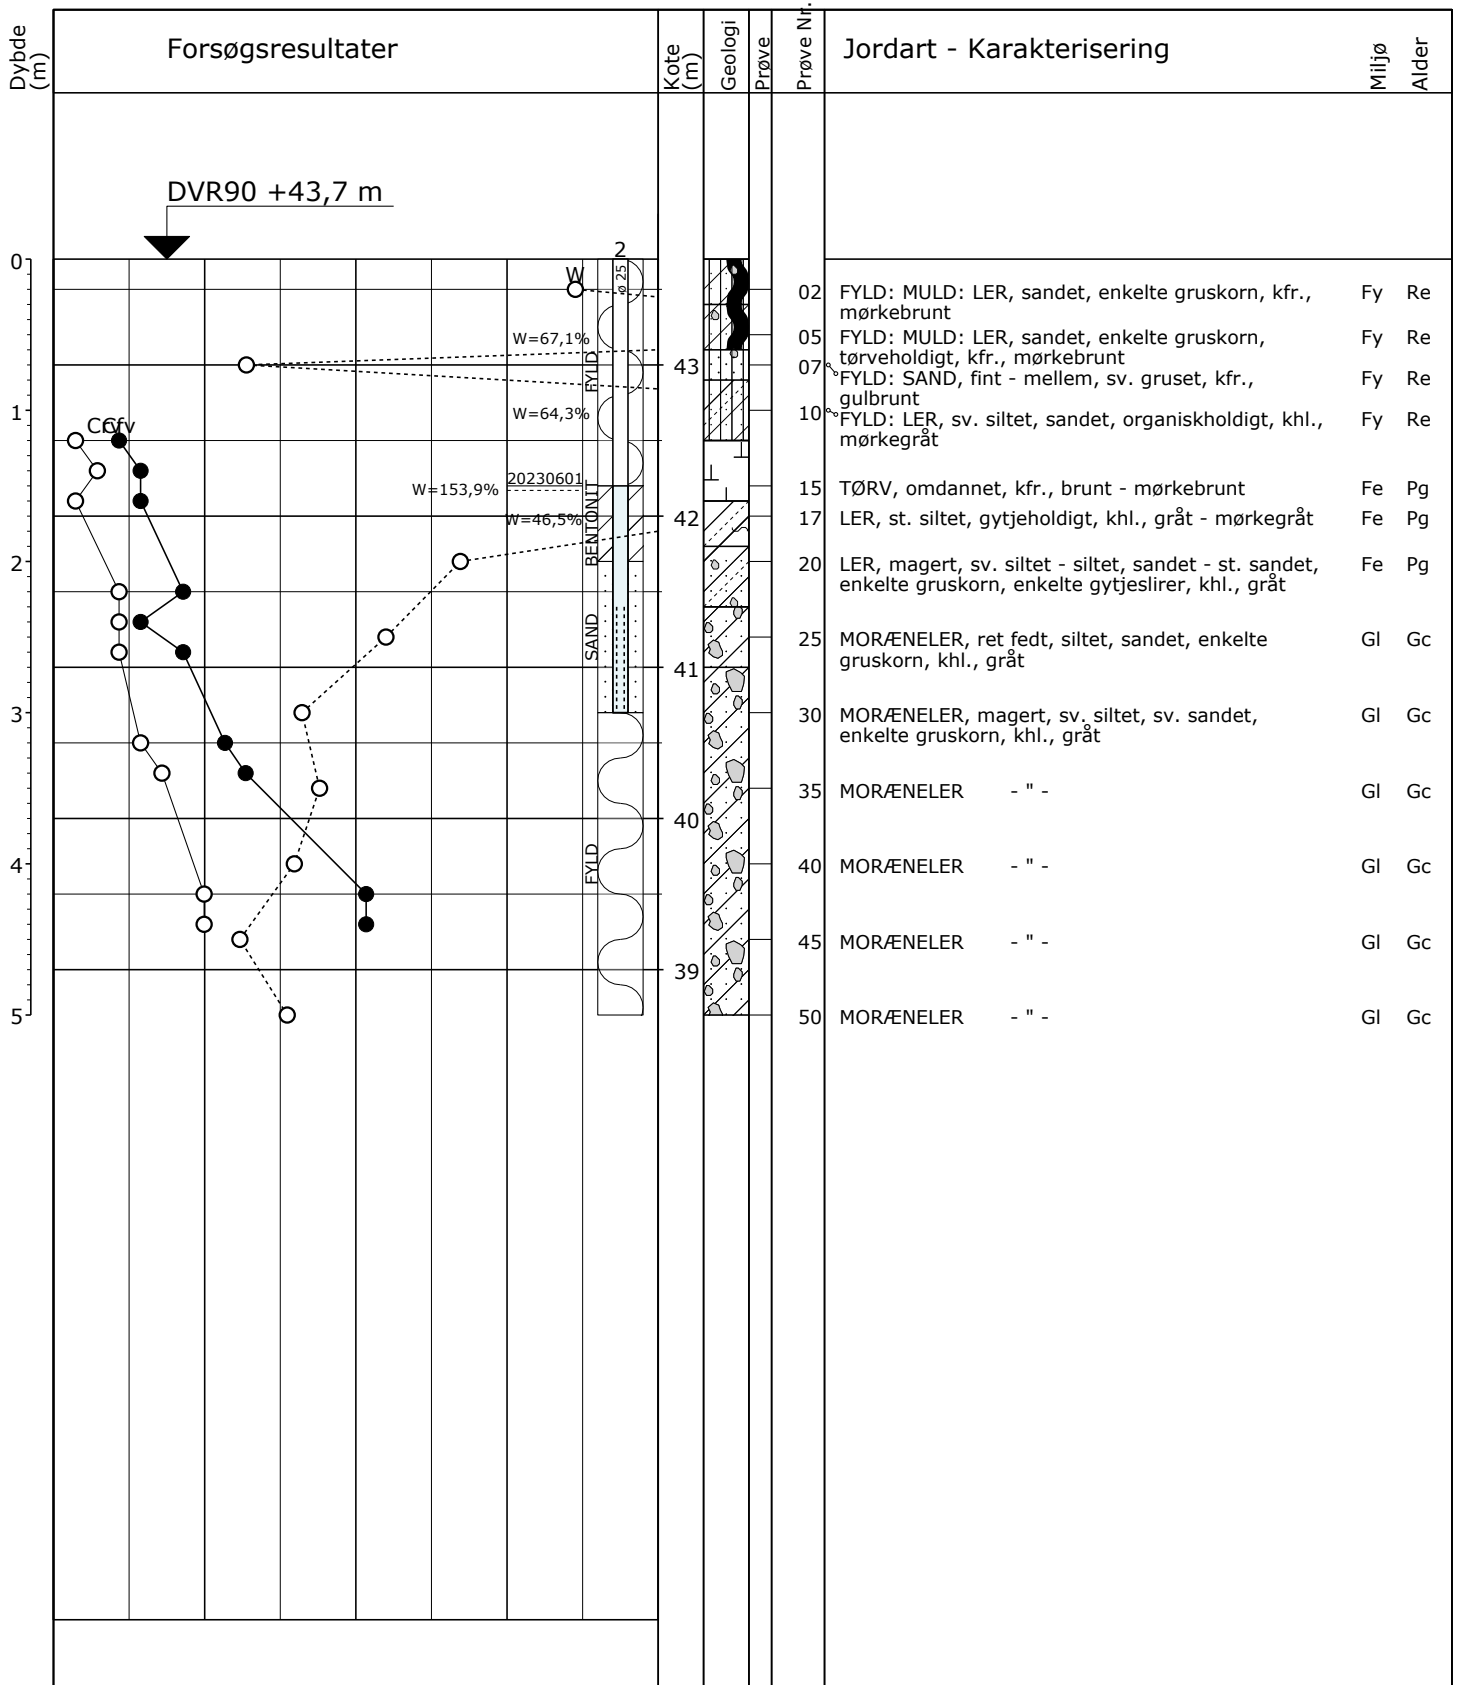 Dybde
(m)
Forsøgsresultater
Kote
(m)
Geologi
Prøve
Prøve Nr.
Jordart - Karakterisering
Miljø
Alder
DVR90 +43,7 m
2
ø 25
W
0
02 FYLD: MULD: LER, sandet, enkelte gruskorn, kfr., Fy Re
mørkebrunt
W=67,1%
05 FYLD: MULD: LER, sandet, enkelte gruskorn, Fy Re
tørveholdigt, kfr., mørkebrunt
FYLD
43
07 FYLD: SAND, fint - mellem, sv. gruset, kfr., Fy Re
gulbrunt
1
W=64,3%
10 FYLD: LER, sv. siltet, sandet, organiskholdigt, khl., Fy Re
mørkegråt
Cfv
20230601
W=153,9%
15 TØRV, omdannet, kfr., brunt - mørkebrunt Fe Pg
BENTONIT
W=46,5%
42
17 LER, st. siltet, gytjeholdigt, khl., gråt - mørkegråt Fe Pg
2
20 LER, magert, sv. siltet - siltet, sandet - st. sandet, Fe Pg
enkelte gruskorn, enkelte gytjeslirer, khl., gråt
SAND
25 MORÆNELER, ret fedt, siltet, sandet, enkelte Gl Gc
gruskorn, khl., gråt
41
3
30 MORÆNELER, magert, sv. siltet, sv. sandet, Gl Gc
enkelte gruskorn, khl., gråt
35 MORÆNELER - " - Gl Gc
40
4
FYLD
40 MORÆNELER - " - Gl Gc
45 MORÆNELER - " - Gl Gc
39
5
50 MORÆNELER - " - Gl Gc